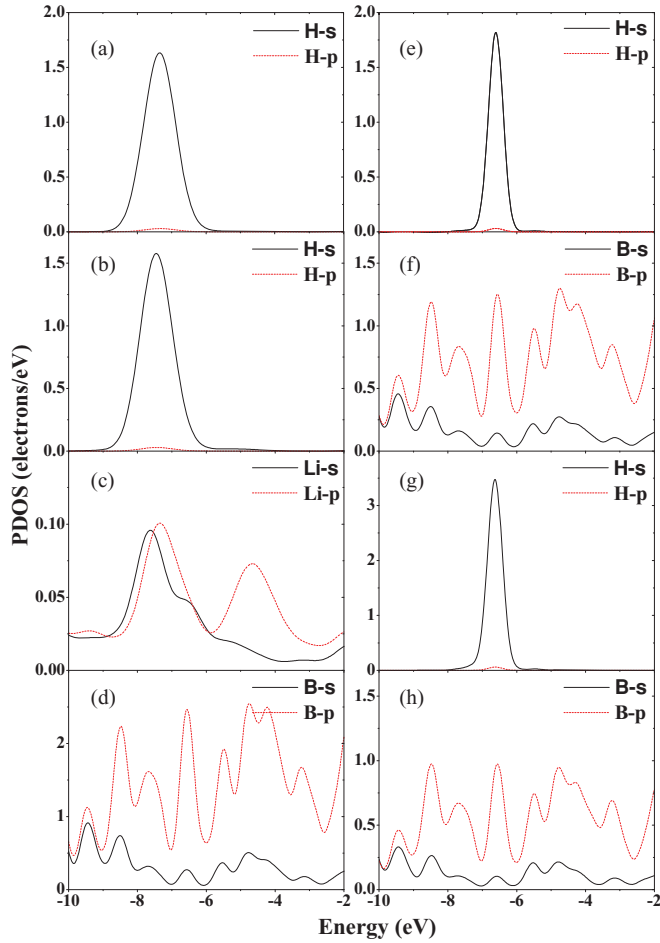 2.0
1.5
1.0
0.5
0.0
(a)
H-s
H-p
1.5
1.0
0.5
0.0
(b)
H-s
H-p
0.10
0.05
0.00
(c)
Li-s
Li-p
2
1
0
(d)
B-s
B-p
-10
-8
-6
-4
-2
2.0
1.5
1.0
0.5
0.0
(e)
H-s
H-p
1.5
1.0
0.5
0.0
(f)
B-s
B-p
3
2
1
0
(g)
H-s
H-p
1.5
1.0
0.5
0.0
(h)
B-s
B-p
-10
-8
-6
-4
-2
PDOS (electrons/eV)
Energy (eV)